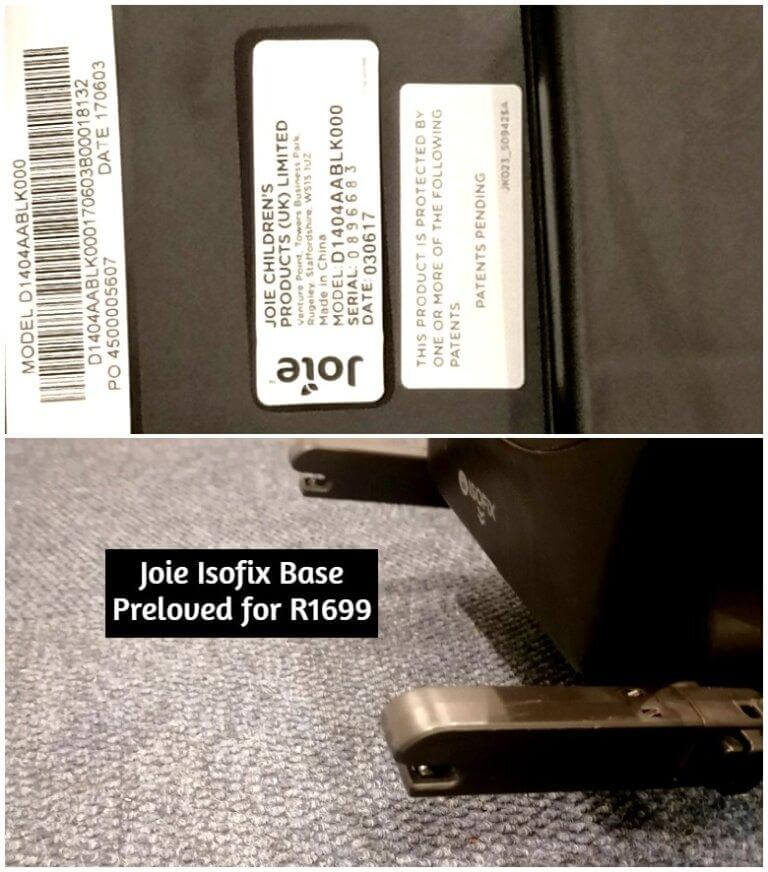 MODEL D1404AABLK000
D1404AABLK000170603B00018132
PO 4500005607 DATE 170603
Joie
JOIE CHILDREN'S
PRODUCTS (UK) LIMITED
Venture Point, Towers Business Park,
Rugeley, Staffordshire, WS15 1UZ
Made in China
MODEL: D1404AABLK000
SERIAL: 0896683
DATE: 030617
THIS PRODUCT IS PROTECTED BY
ONE OR MORE OF THE FOLLOWING
PATENTS
PATENTS PENDING
ISOFIX
Joie Isofix Base
Preloved for R1699